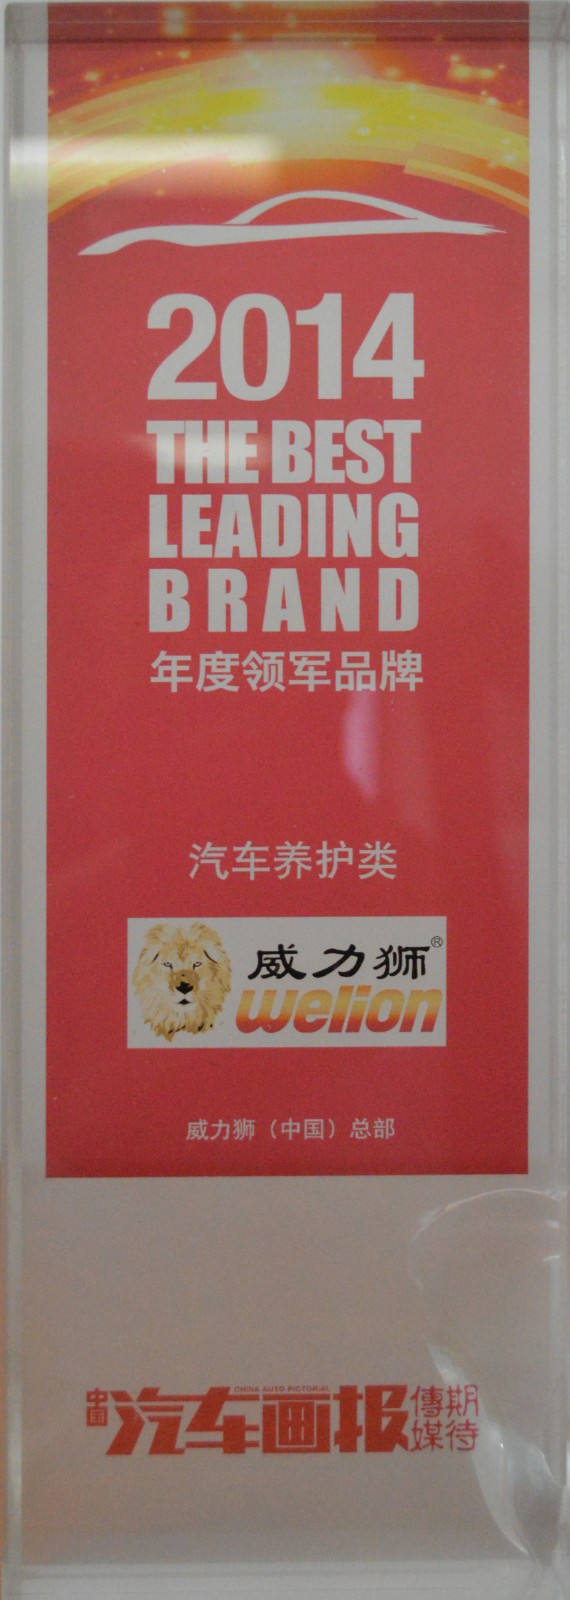 2014
THE BEST
LEADING
BRAND
年度领军品牌
汽车养护类
威力狮®
welion
威力狮（中国）总部
CHINA AUTO PICTORIAL
中国 汽车画报 傳媒 期待